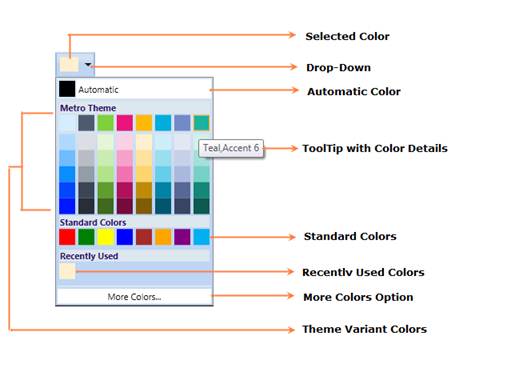 Selected Color
Drop-Down
Automatic
Automatic Color
Metro Theme
Teal,Accent 6
ToolTip with Color Details
Standard Colors
Standard Colors
Recently Used
Recently Used Colors
More Colors...
More Colors Option
Theme Variant Colors